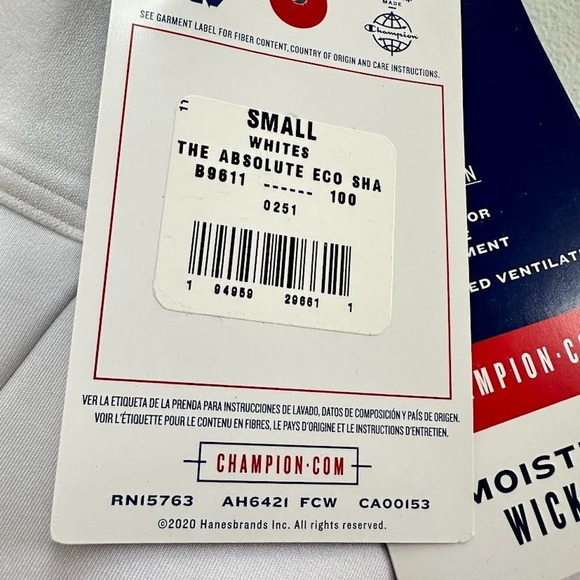 MADE
Champion
SEE GARMENT LABEL FOR FIBER CONTENT, COUNTRY OF ORIGIN AND CARE INSTRUCTIONS.
SMALL
WHITES
THE ABSOLUTE ECO SHA
B9611 ------ 100
0251
1 94959 29661 1
VER LA ETIQUETA DE LA PRENDA PARA INSTRUCCIONES DE LAVADO, DATOS DE COMPOSICIÓN Y PAÍS DE ORIGEN.
VOIR L'ÉTIQUETTE POUR LE CONTENU EN FIBRES, LE PAYS D'ORIGINE ET LE INSTRUCTIONS D'ENTRETIEN.
CHAMPION·COM
RN15763 AH6421 FCW CA00153
©2020 Hanesbrands Inc. All rights reserved.
OR
MENT
ED VENTILAT
MPION·C
MOIST
WICK